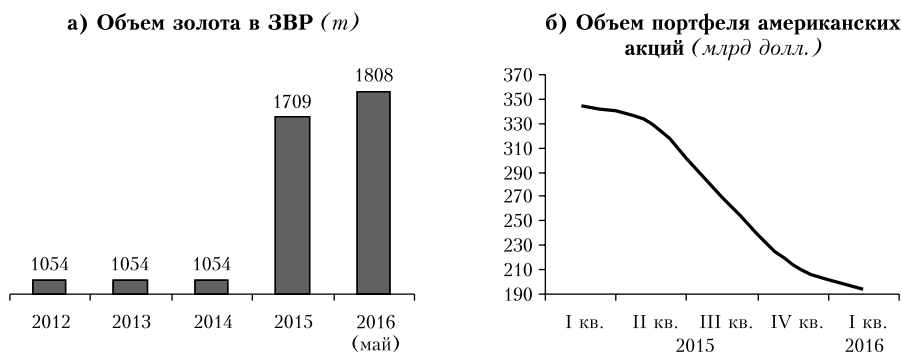 а) Объем золота в ЗВР (т)
1054
1054
1054
1709
1808
2012
2013
2014
2015
2016
(май)
б) Объем портфеля американских
акций (млрд долл.)
370
350
330
310
290
270
250
230
210
190
I кв.
II кв.
III кв.
IV кв.
I кв.
2015
2016